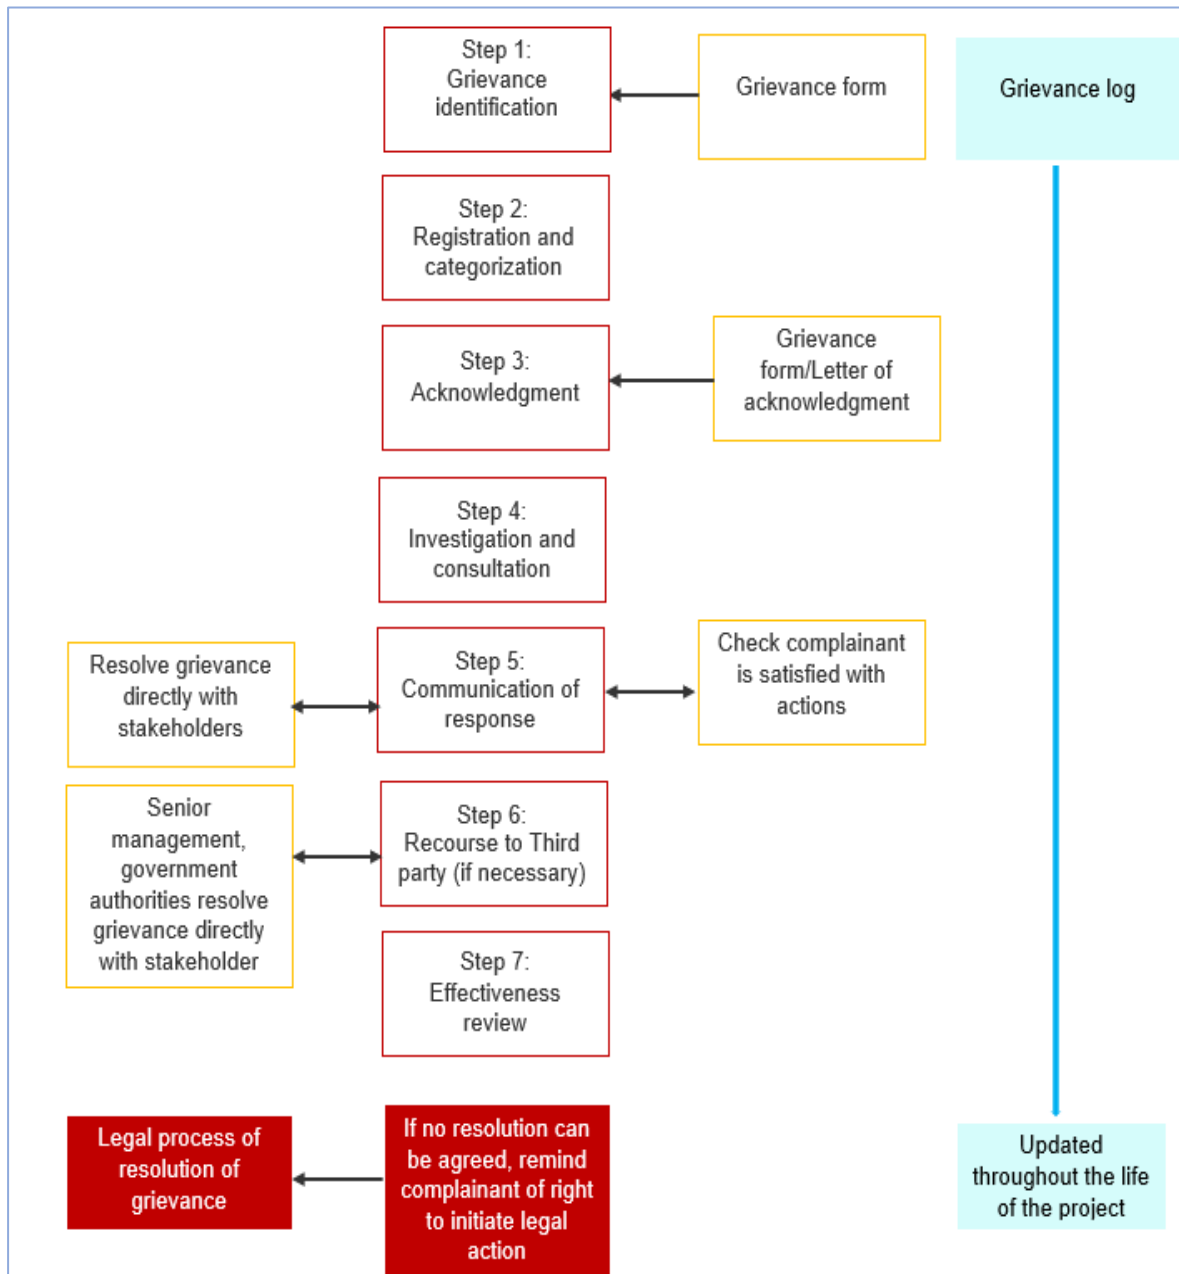 Step 1:
Grievance
identification
Grievance form
Grievance log
Step 2:
Registration and
categorization
Step 3:
Acknowledgment
Grievance
form/Letter of
acknowledgment
Step 4:
Investigation and
consultation
Resolve grievance
directly with
stakeholders
Step 5:
Communication of
response
Check complainant
is satisfied with
actions
Senior
management,
government
authorities resolve
grievance directly
with stakeholder
Step 6:
Recourse to Third
party (if necessary)
Step 7:
Effectiveness
review
Legal process of
resolution of
grievance
If no resolution can
be agreed, remind
complainant of right
to initiate legal
action
Updated
throughout the life
of the project